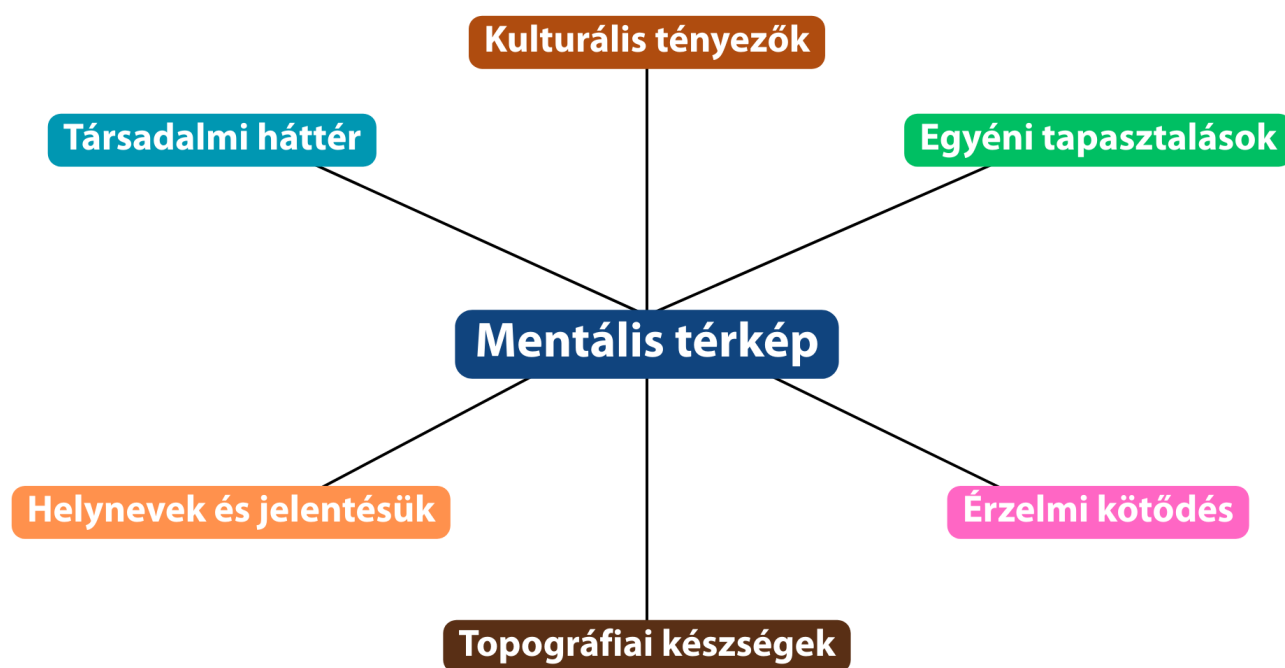 Kulturális tényezők
Társadalmi háttér
Egyéni tapasztalások
Mentális térkép
Helynevek és jelentésük
Érzelmi kötődés
Topográfiai készségek